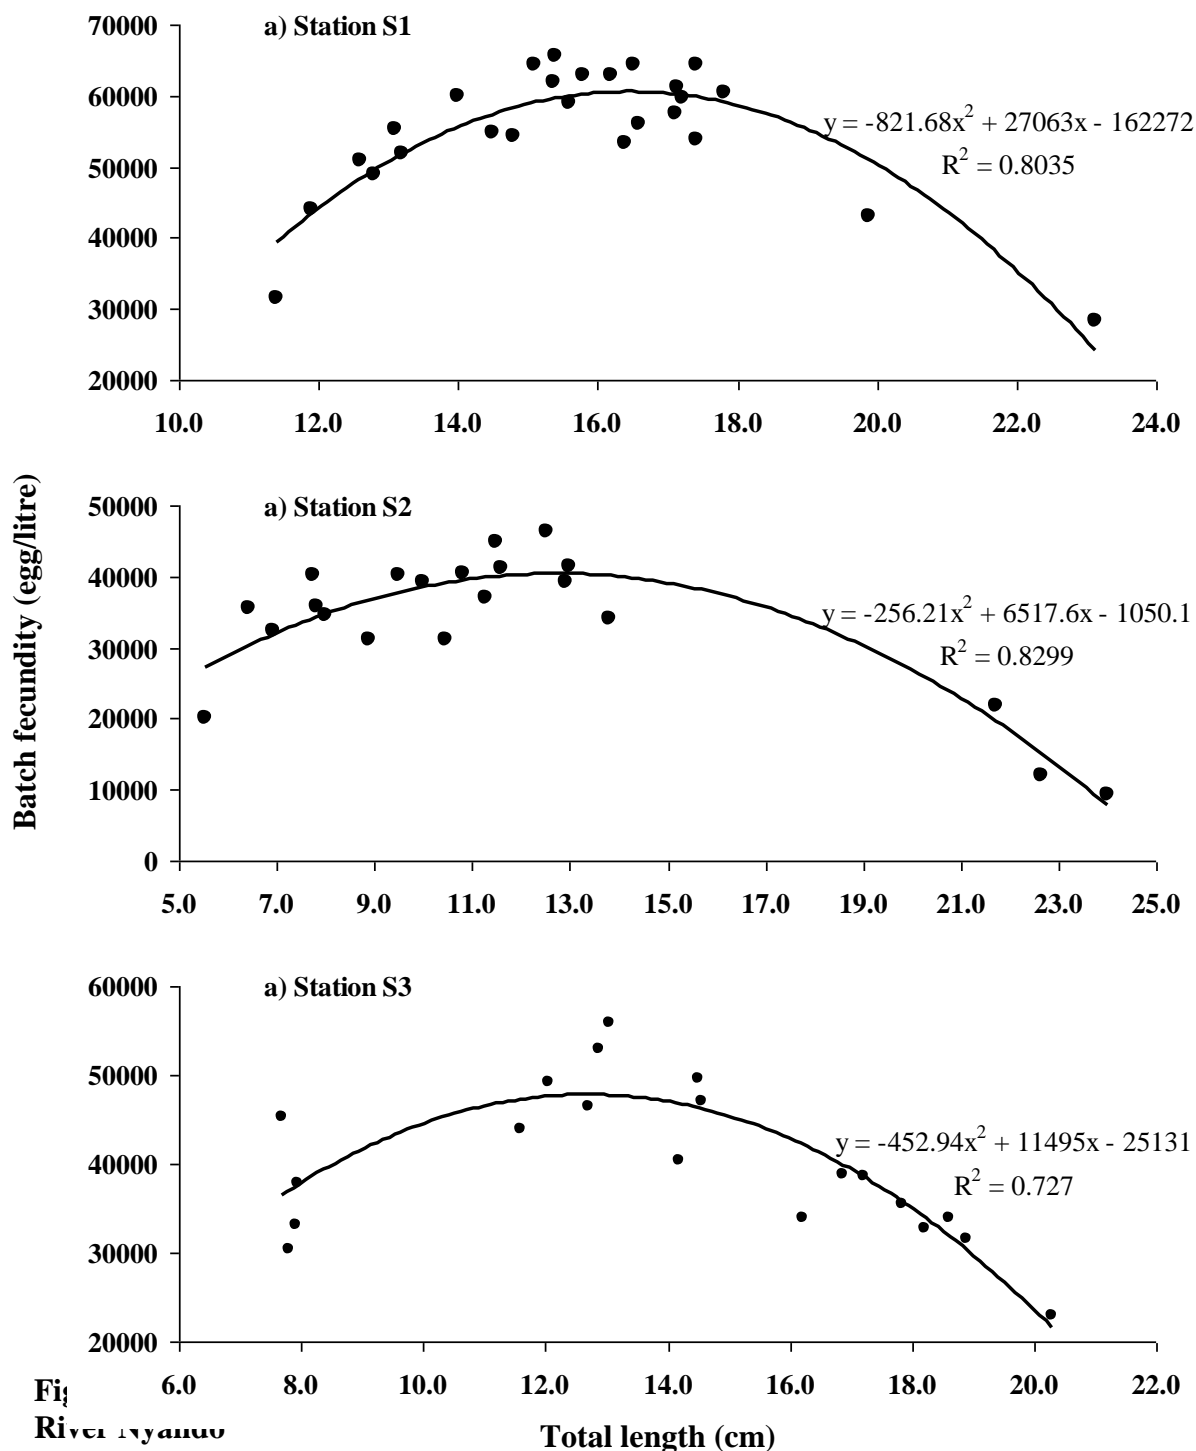 a) Station S1
70000
60000
50000
40000
30000
20000
y = -821.68x² + 27063x - 162272
R² = 0.8035
10.0 12.0 14.0 16.0 18.0 20.0 22.0 24.0
Batch fecundity (egg/litre)
a) Station S2
50000
40000
30000
20000
10000
0
y = -256.21x² + 6517.6x - 1050.1
R² = 0.8299
5.0 7.0 9.0 11.0 13.0 15.0 17.0 19.0 21.0 23.0 25.0
a) Station S3
60000
50000
40000
30000
20000
y = -452.94x² + 11495x - 25131
R² = 0.727
6.0 8.0 10.0 12.0 14.0 16.0 18.0 20.0 22.0
River Nyando
Total length (cm)